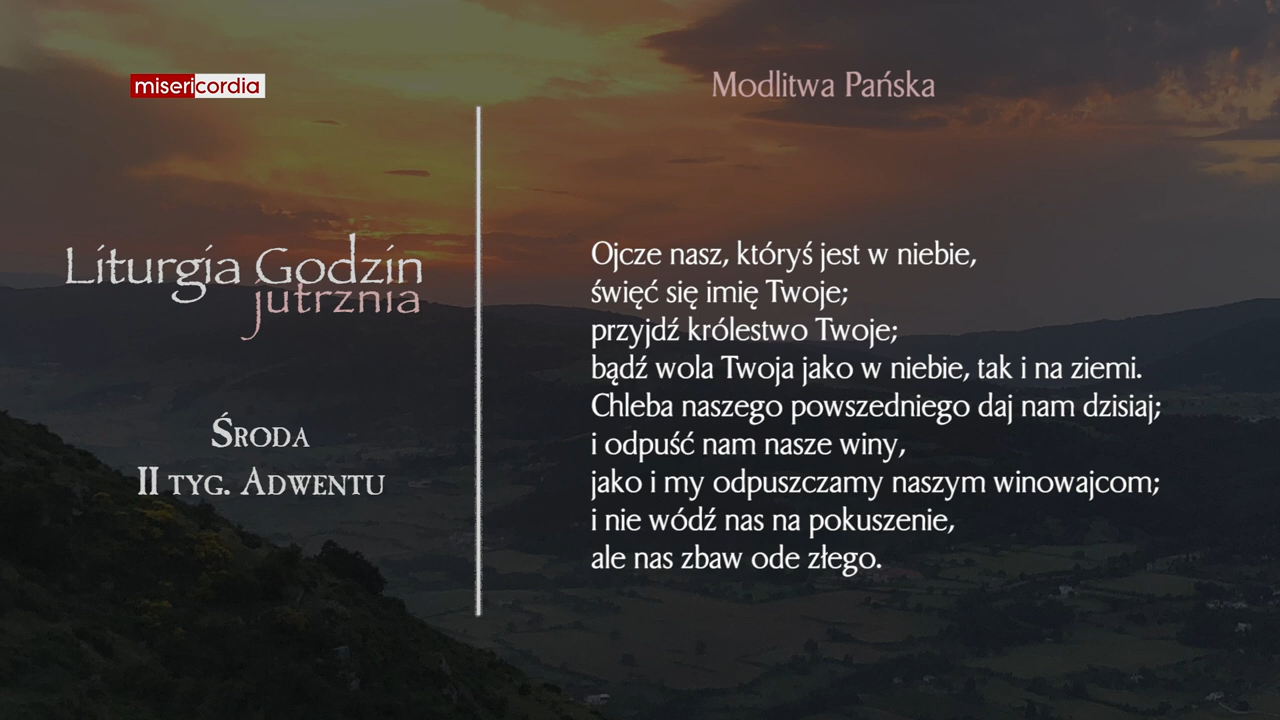 misericordia
Liturgia Godzin
jutrznia
Środa
II tyg. Adwentu
Modlitwa Pańska
Ojcze nasz, któryś jest w niebie,
święć się imię Twoje;
przyjdź królestwo Twoje;
bądź wola Twoja jako w niebie, tak i na ziemi.
Chleba naszego powszedniego daj nam dzisiaj;
i odpuść nam nasze winy,
jako i my odpuszczamy naszym winowajcom;
i nie wódź nas na pokuszenie,
ale nas zbaw ode złego.